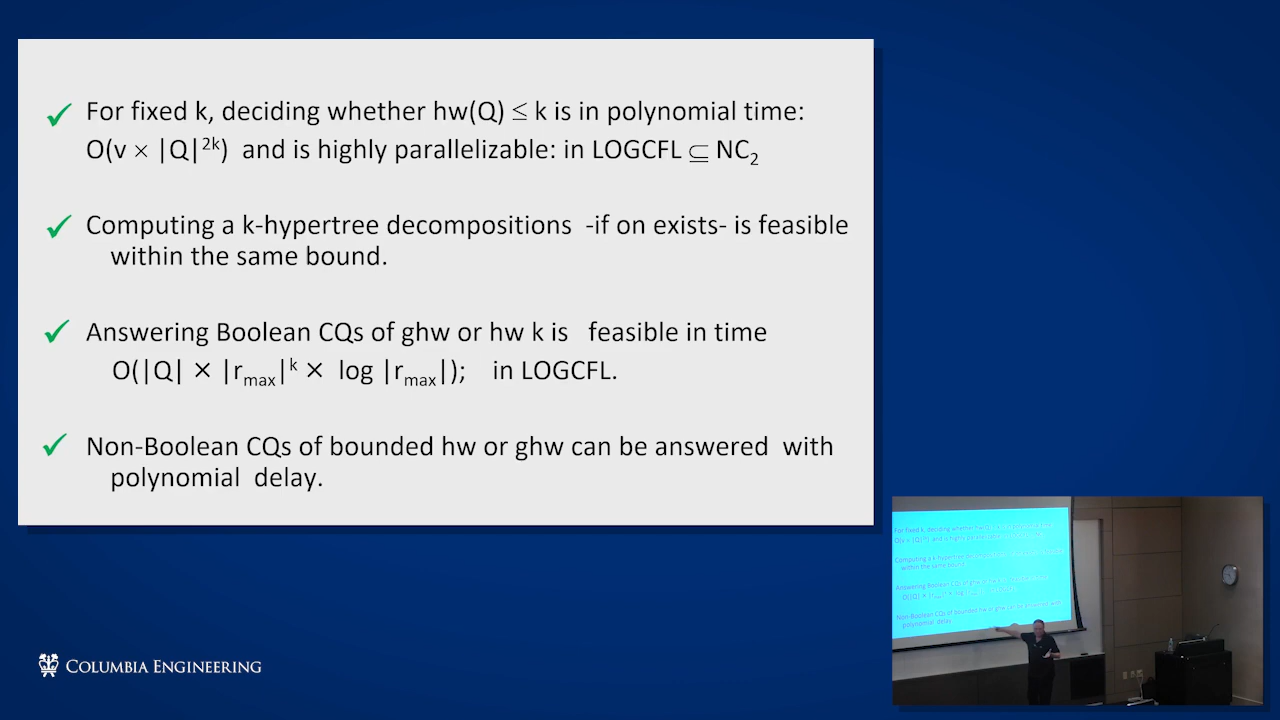 For fixed k, deciding whether hw(Q) ≤ k is in polynomial time:
O(v × |Q|²ᵏ) and is highly parallelizable: in LOGCFL ⊆ NC₂
Computing a k-hypertree decompositions -if on exists- is feasible
within the same bound.
Answering Boolean CQs of ghw or hw k is feasible in time
O(|Q| × |rₘₐₓ|ᵏ × log |rₘₐₓ|); in LOGCFL.
Non-Boolean CQs of bounded hw or ghw can be answered with
polynomial delay.
COLUMBIA ENGINEERING